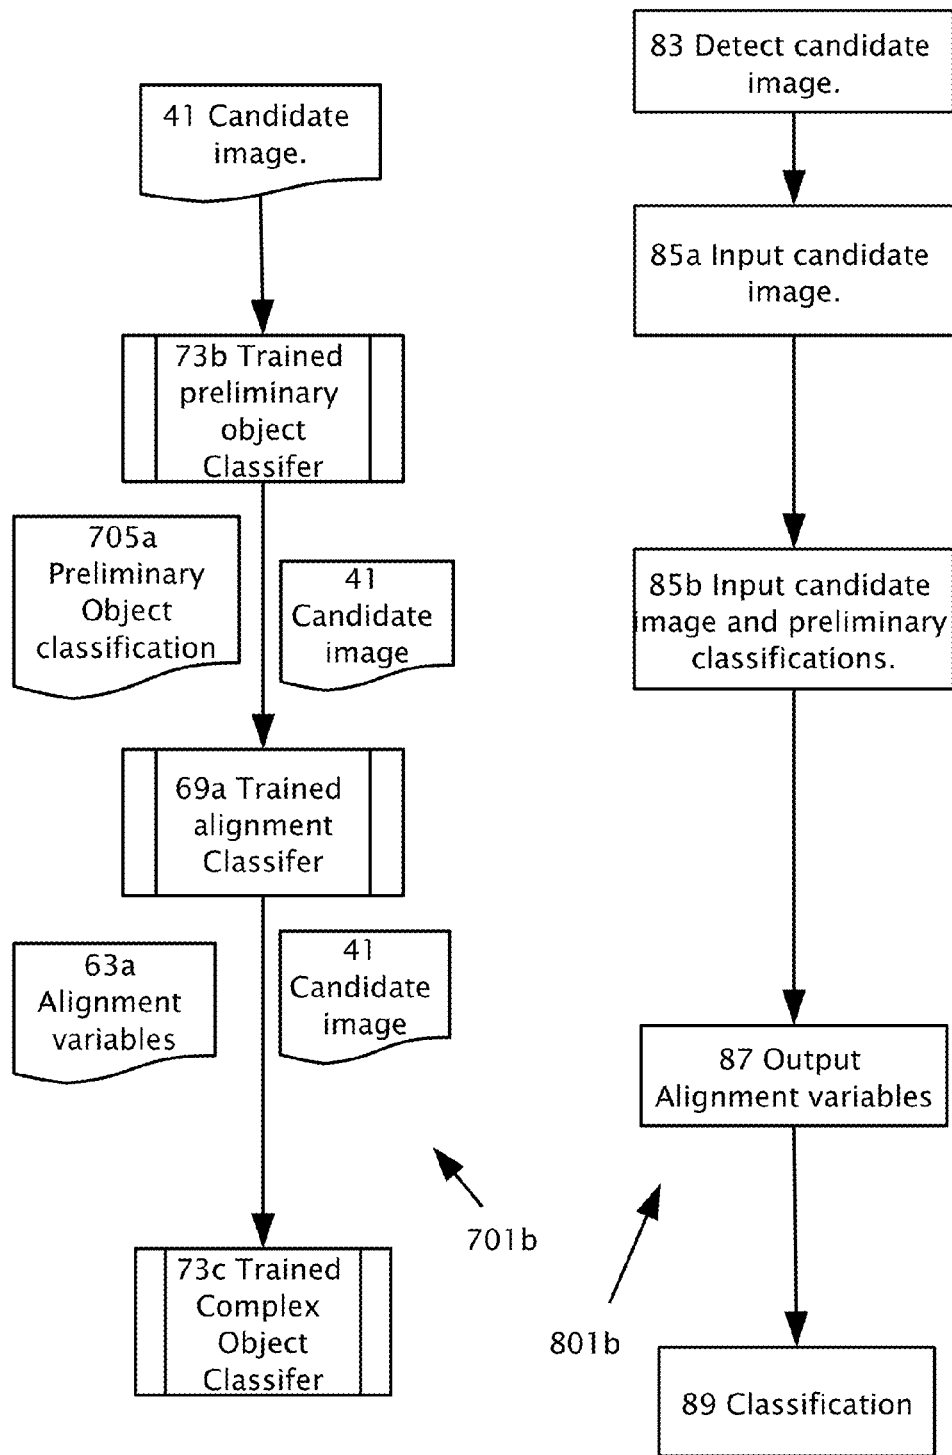 41 Candidate
image.
73b Trained
preliminary
object
Classifer
705a
Preliminary
Object
classification
41
Candidate
image
69a Trained
alignment
Classifer
63a
Alignment
variables
41
Candidate
image
73c Trained
Complex
Object
Classifer
701b
83 Detect candidate
image.
85a Input candidate
image.
85b Input candidate
image and preliminary
classifications.
87 Output
Alignment variables
801b
89 Classification